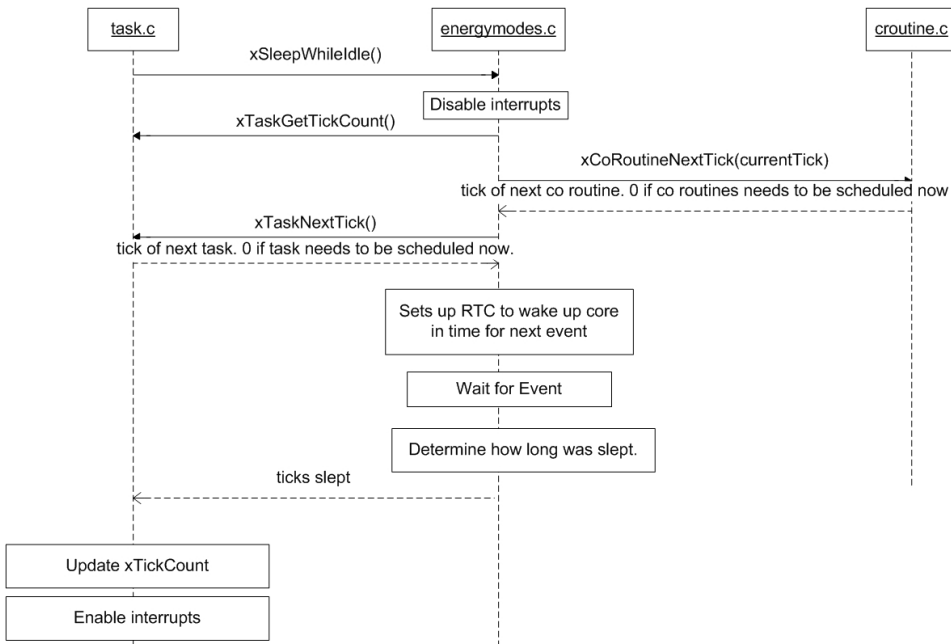 task.c
energymodes.c
croutine.c
xSleepWhileIdle()
Disable interrupts
xTaskGetTickCount()
xCoRoutineNextTick(currentTick)
tick of next co routine. 0 if co routines needs to be scheduled now
xTaskNextTick()
tick of next task. 0 if task needs to be scheduled now.
Sets up RTC to wake up core
in time for next event
Wait for Event
Determine how long was slept.
ticks slept
Update xTickCount
Enable interrupts